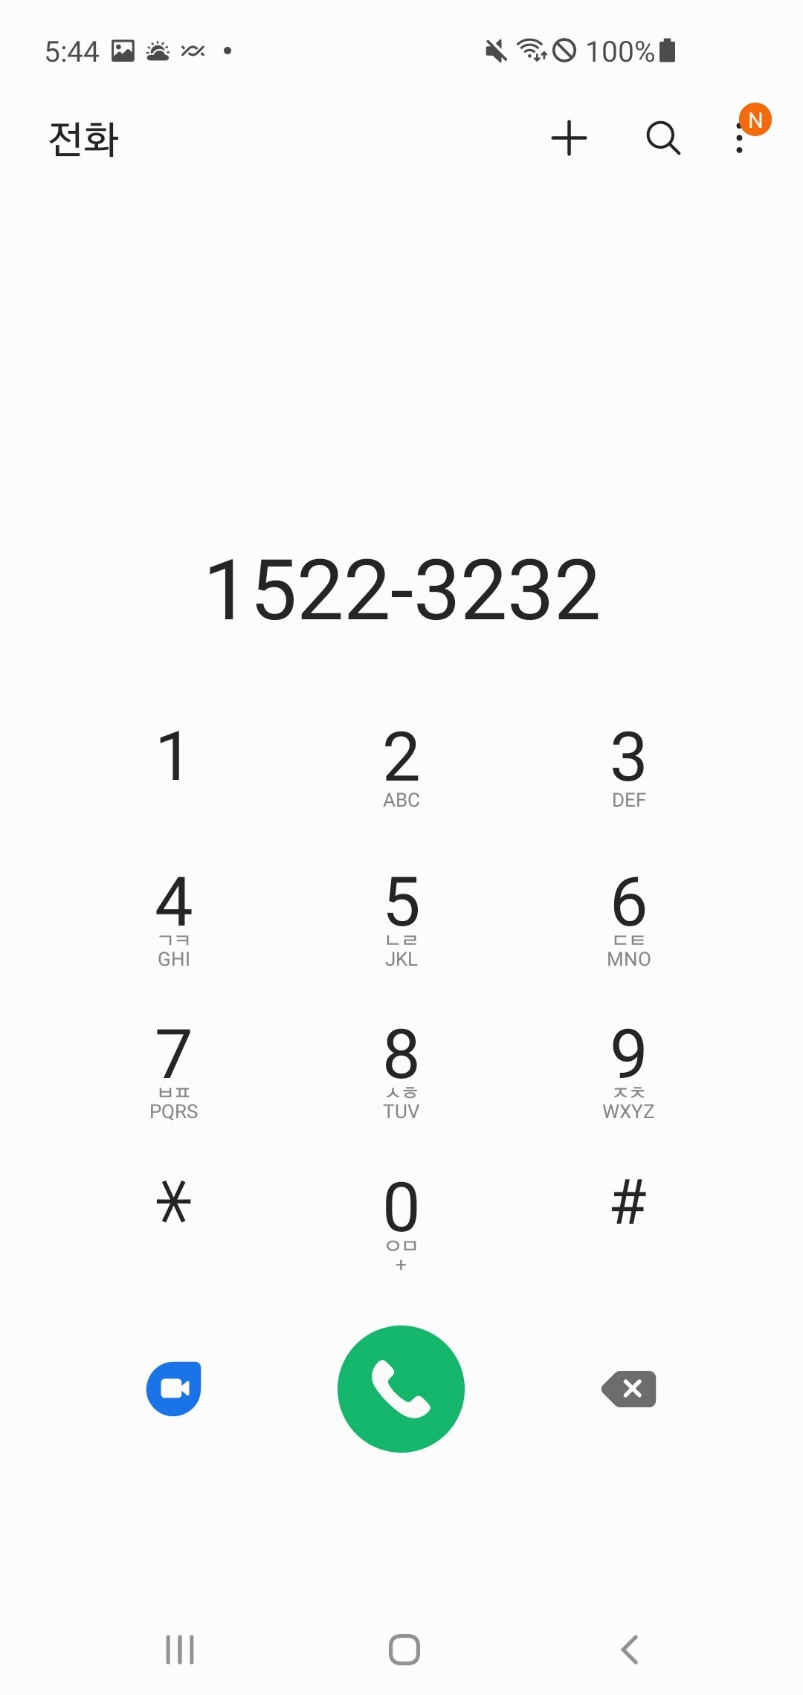 5:44 100%
전화 N
1522-3232
1 2 3
ABC DEF
4 5 6
ㄱㅋ ㄴㄹ ㄷㅌ
GHI JKL MNO
7 8 9
ㅂㅍ ㅅㅎ ㅈㅊ
PQRS TUV WXYZ
* 0 #
ㅇㅁ
+